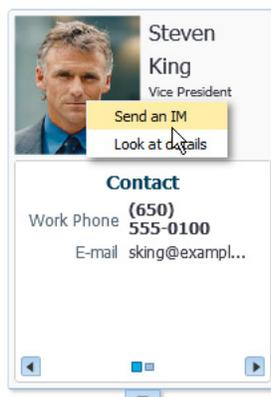 Steven
King
Vice President
Send an IM
Look at details
Contact
Work Phone (650)
555-0100
E-mail sking@exampl...